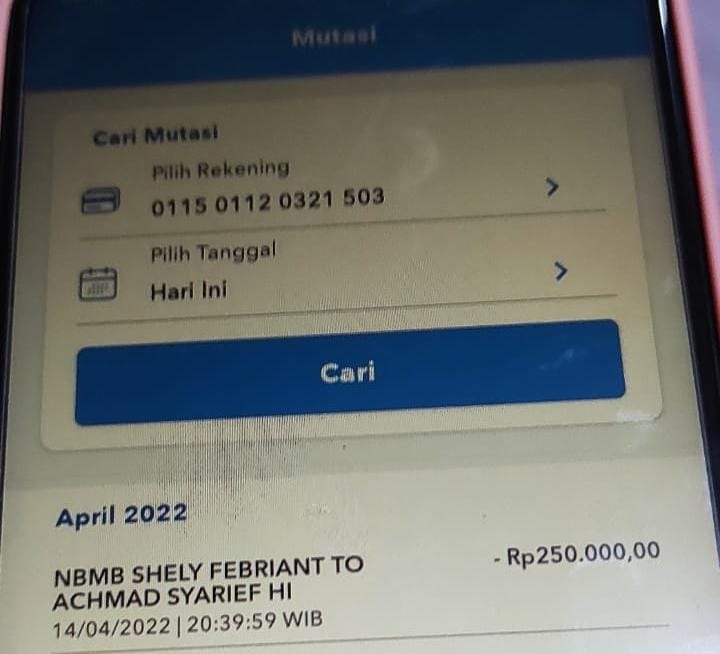 Mutasi
Cari Mutasi
Pilih Rekening
0115 0112 0321 503
Pilih Tanggal
Hari Ini
Cari
April 2022
NBMB SHELY FEBRIANT TO
ACHMAD SYARIEF HI
- Rp250.000,00
14/04/2022 | 20:39:59 WIB